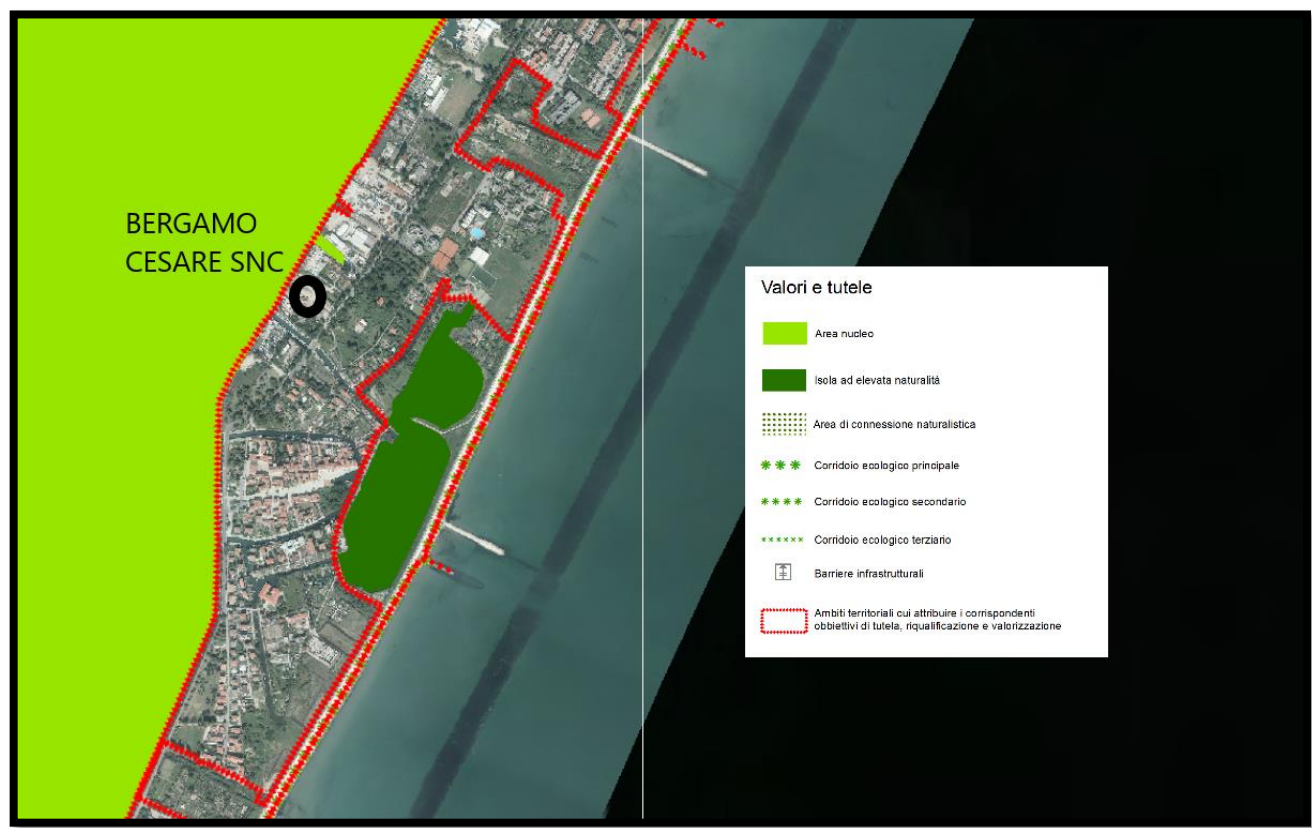 BERGAMO
CESARE SNC
Valori e tutele
Area nucleo
Isola ad elevata naturalità
Area di connessione naturalistica
Corridoio ecologico principale
Corridoio ecologico secondario
Corridoio ecologico terziario
Barriere infrastrutturali
Ambiti territoriali cui attribuire i corrispondenti
obbiettivi di tutela, riqualificazione e valorizzazione